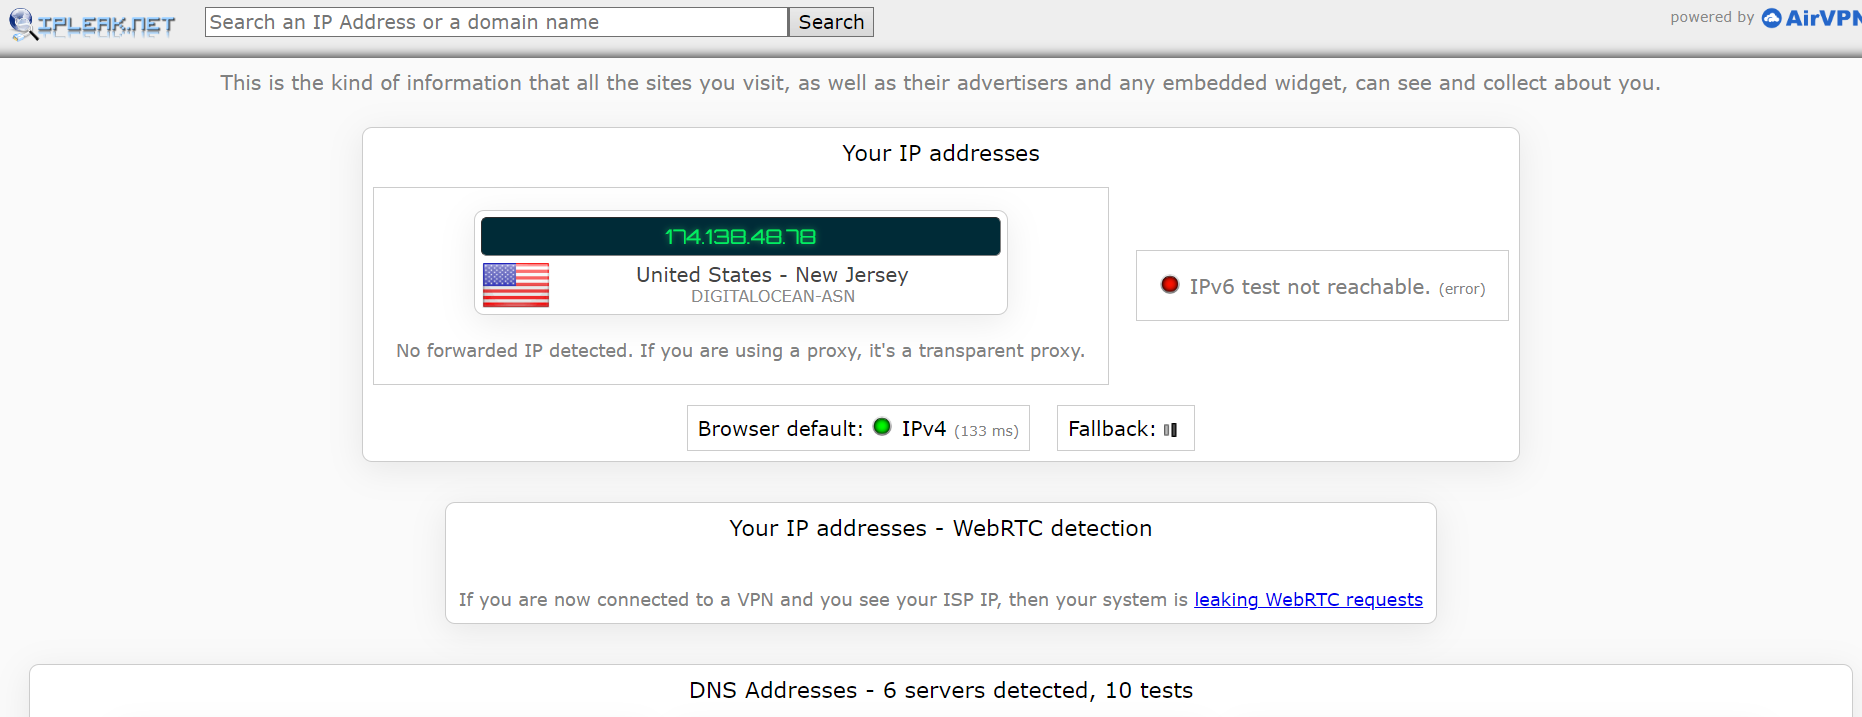 IPLEAK.NET
Search an IP Address or a domain name
Search
powered by AirVPN
This is the kind of information that all the sites you visit, as well as their advertisers and any embedded widget, can see and collect about you.
Your IP addresses
174.138.48.78
United States - New Jersey
DIGITALOCEAN-ASN
No forwarded IP detected. If you are using a proxy, it's a transparent proxy.
IPv6 test not reachable. (error)
Browser default: IPv4 (133 ms)
Fallback:
Your IP addresses - WebRTC detection
If you are now connected to a VPN and you see your ISP IP, then your system is leaking WebRTC requests
DNS Addresses - 6 servers detected, 10 tests